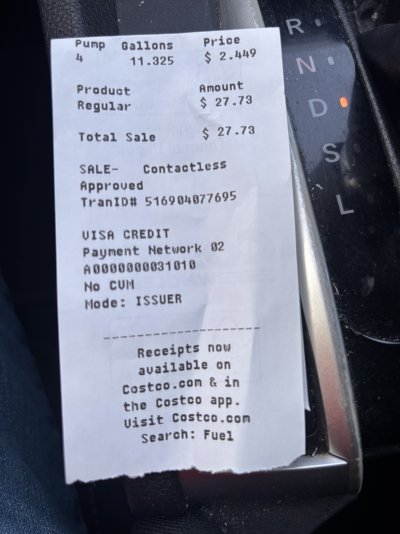 Pump Gallons Price
4 11.325 $ 2.449
Product Amount
Regular $ 27.73
Total Sale $ 27.73
SALE- Contactless
Approved
TranID# 516904077695
VISA CREDIT
Payment Network 02
A0000000031010
No CVM
Mode: ISSUER
--------------------
Receipts now
available on
Costco.com & in
the Costco app.
Visit Costco.com
Search: Fuel
R
N
D
S
L